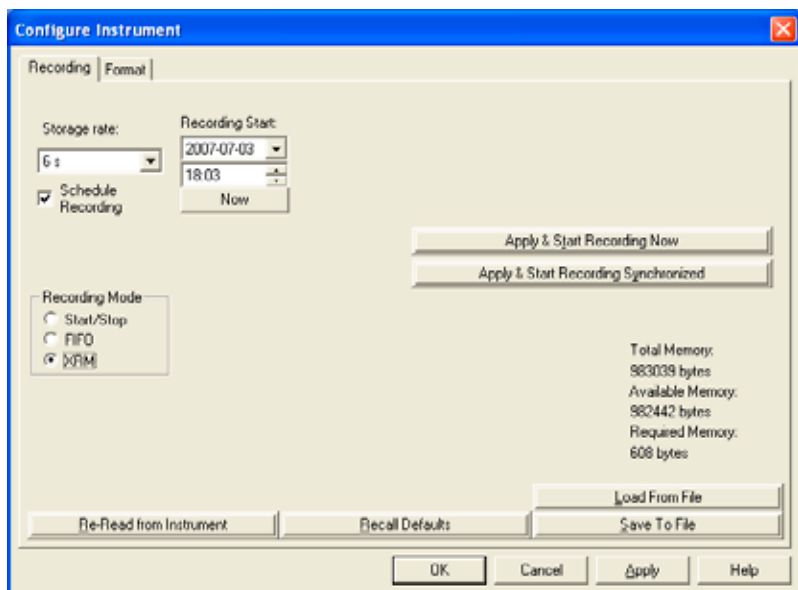 Configure Instrument
Recording
Format
Storage rate:
6 s
Schedule
Recording
Recording Start:
2007-07-03
18:03
Now
Apply & Start Recording Now
Apply & Start Recording Synchronized
Recording Mode
Start/Stop
FIFO
XRM
Total Memory:
983039 bytes
Available Memory:
982442 bytes
Required Memory:
608 bytes
Load From File
Re-Read from Instrument
Recall Defaults
Save To File
OK
Cancel
Apply
Help